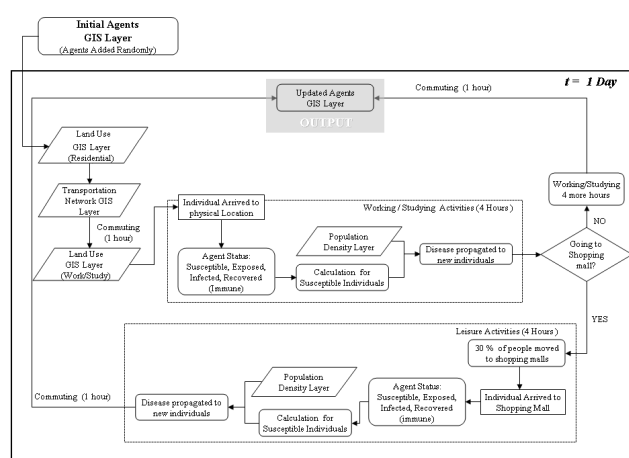 Initial Agents
GIS Layer
(Agents Added Randomly)
t = 1 Day
Updated Agents
GIS Layer
OUTPUT
Commuting (1 hour)
Land Use
GIS Layer
(Residential)
Transportation
Network GIS
Layer
Commuting
(1 hour)
Land Use
GIS Layer
(Work/Study)
Individual Arrived to
physical Location
Working / Studying Activities (4 Hours )
Agent Status:
Susceptible, Exposed,
Infected, Recovered
(Immune)
Population
Density Layer
Calculation for
Susceptible Individuals
Disease propagated to
new individuals
Working/Studying
4 more hours
NO
Going to
Shopping
mall?
YES
Leisure Activities (4 Hours )
30 % of people moved
to shopping malls
Individual Arrived to
Shopping Mall
Agent Status:
Susceptible, Exposed,
Infected, Recovered
(immune)
Population
Density Layer
Calculation for
Susceptible Individuals
Disease propagated to
new individuals
Commuting (1 hour)